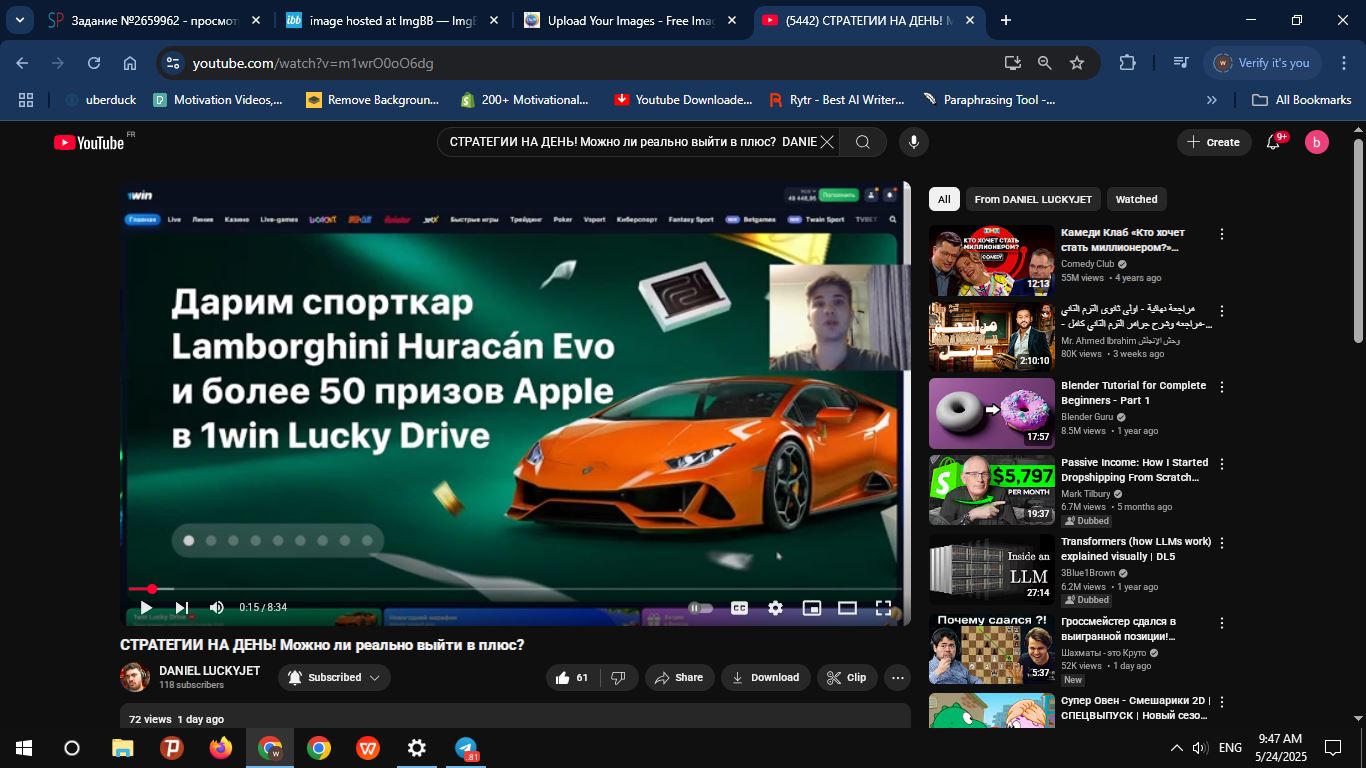 Задание №2659962 - просмот
image hosted at ImgBB — ImgB
Upload Your Images - Free Imag
(5442) СТРАТЕГИИ НА ДЕНЬ! М
youtube.com/watch?v=m1wrO0oO6dg
Verify it's you
uberduck
Motivation Videos,...
Remove Backgroun...
200+ Motivational...
Youtube Downloade...
Rytr - Best AI Writer...
Paraphrasing Tool -...
All Bookmarks
YouTube FR
СТРАТЕГИИ НА ДЕНЬ! Можно ли реально выйти в плюс? DANIE
Create
9+
b
1win
Пополнить
Главная Live Линии Казино Live-games
Быстрые игры Трейдинг Poker Vsport Киберспорт Fantasy Sport Betgames Twain Sport TVBET
Дарим спорткар
Lamborghini Huracán Evo
и более 50 призов Apple
в 1win Lucky Drive
0:15 / 8:34
CC
СТРАТЕГИИ НА ДЕНЬ! Можно ли реально выйти в плюс?
DANIEL LUCKYJET
118 subscribers
Subscribed
61
Share
Download
Clip
72 views 1 day ago
All
From DANIEL LUCKYJET
Watched
КТО ХОЧЕТ СТАТЬ
МИЛЛИОНЕРОМ?
COMEDY
12:13
Камеди Клаб «Кто хочет
стать миллионером?»...
Comedy Club
55M views • 4 years ago
2:10:10
مراجعة نهائية - اولى ثانوى الترم الثاني
Mr. Ahmed Ibrahim وحش الإنجلش
80K views • 3 weeks ago
17:57
Blender Tutorial for Complete
Beginners - Part 1
Blender Guru
8.5M views • 1 year ago
$5,797
PER MONTH
19:37
Passive Income: How I Started
Dropshipping From Scratch...
Mark Tilbury
6.7M views • 5 months ago
Dubbed
Inside an
LLM
27:14
Transformers (how LLMs work)
explained visually | DL5
3Blue1Brown
6.2M views • 1 year ago
Dubbed
Почему сдался ?!
5:37
Гроссмейстер сдался в
выигранной позиции!...
Шахматы - это Круто
52K views • 1 day ago
New
Супер Овен - Смешарики 2D |
СПЕЦВЫПУСК | Новый сезо...
81
ENG
9:47 AM
5/24/2025